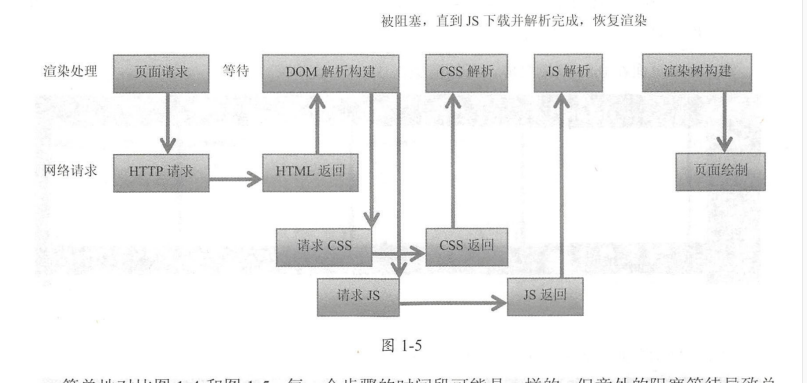 被阻塞，直到 JS 下载并解析完成，恢复渲染
渲染处理 页面请求 等待 DOM 解析构建 CSS 解析 JS 解析 渲染树构建
网络请求 HTTP 请求 HTML 返回 页面绘制
请求 CSS CSS 返回
请求 JS JS 返回
图 1-5